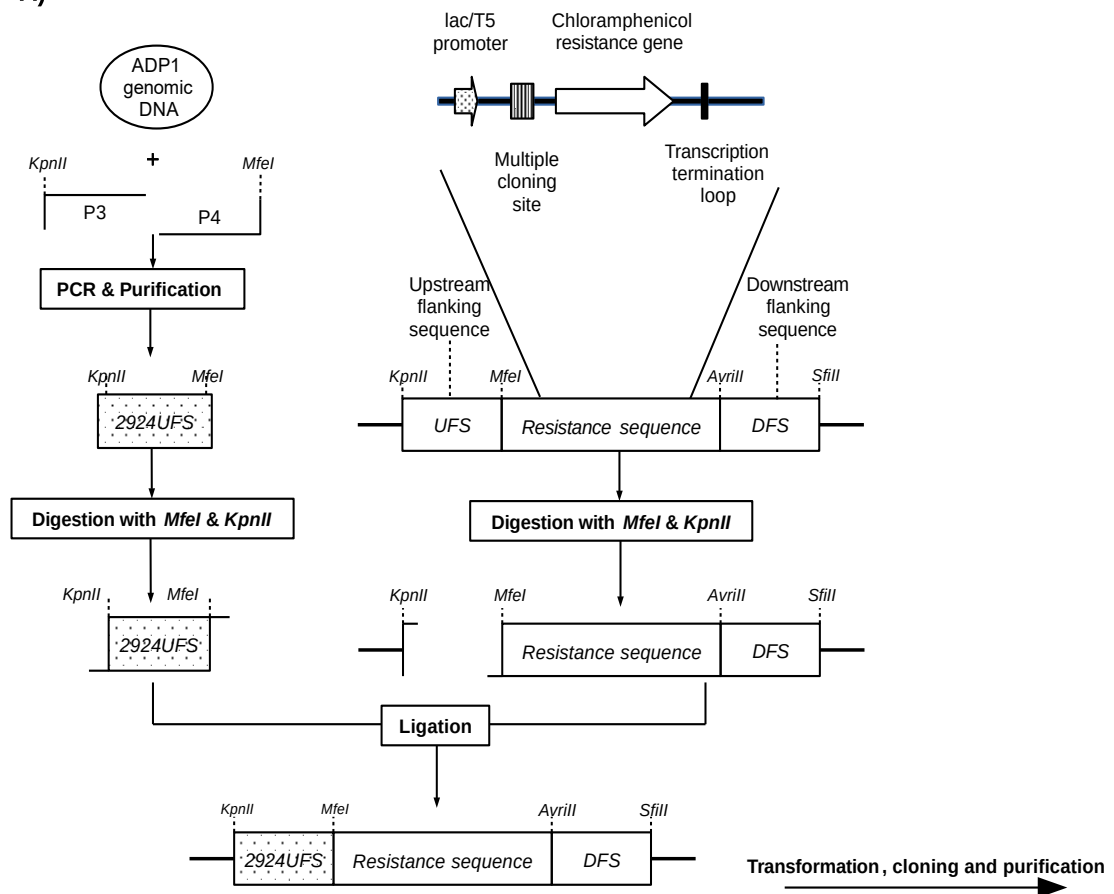 A)
lac/T5
promoter
Chloramphenicol
resistance gene
ADP1
genomic
DNA
+
KpnII
MfeI
P3
P4
Multiple
cloning
site
Transcription
termination
loop
PCR & Purification
Upstream
flanking
sequence
Downstream
flanking
sequence
KpnII
MfeI
2924UFS
KpnII
MfeI
AvrilI
SfiII
UFS
Resistance sequence
DFS
Digestion with MfeI & KpnII
Digestion with MfeI & KpnII
KpnII
MfeI
2924UFS
KpnII
MfeI
AvrilI
SfiII
Resistance sequence
DFS
Ligation
KpnII
MfeI
AvrilI
SfiII
2924UFS
Resistance sequence
DFS
Transformation, cloning and purification